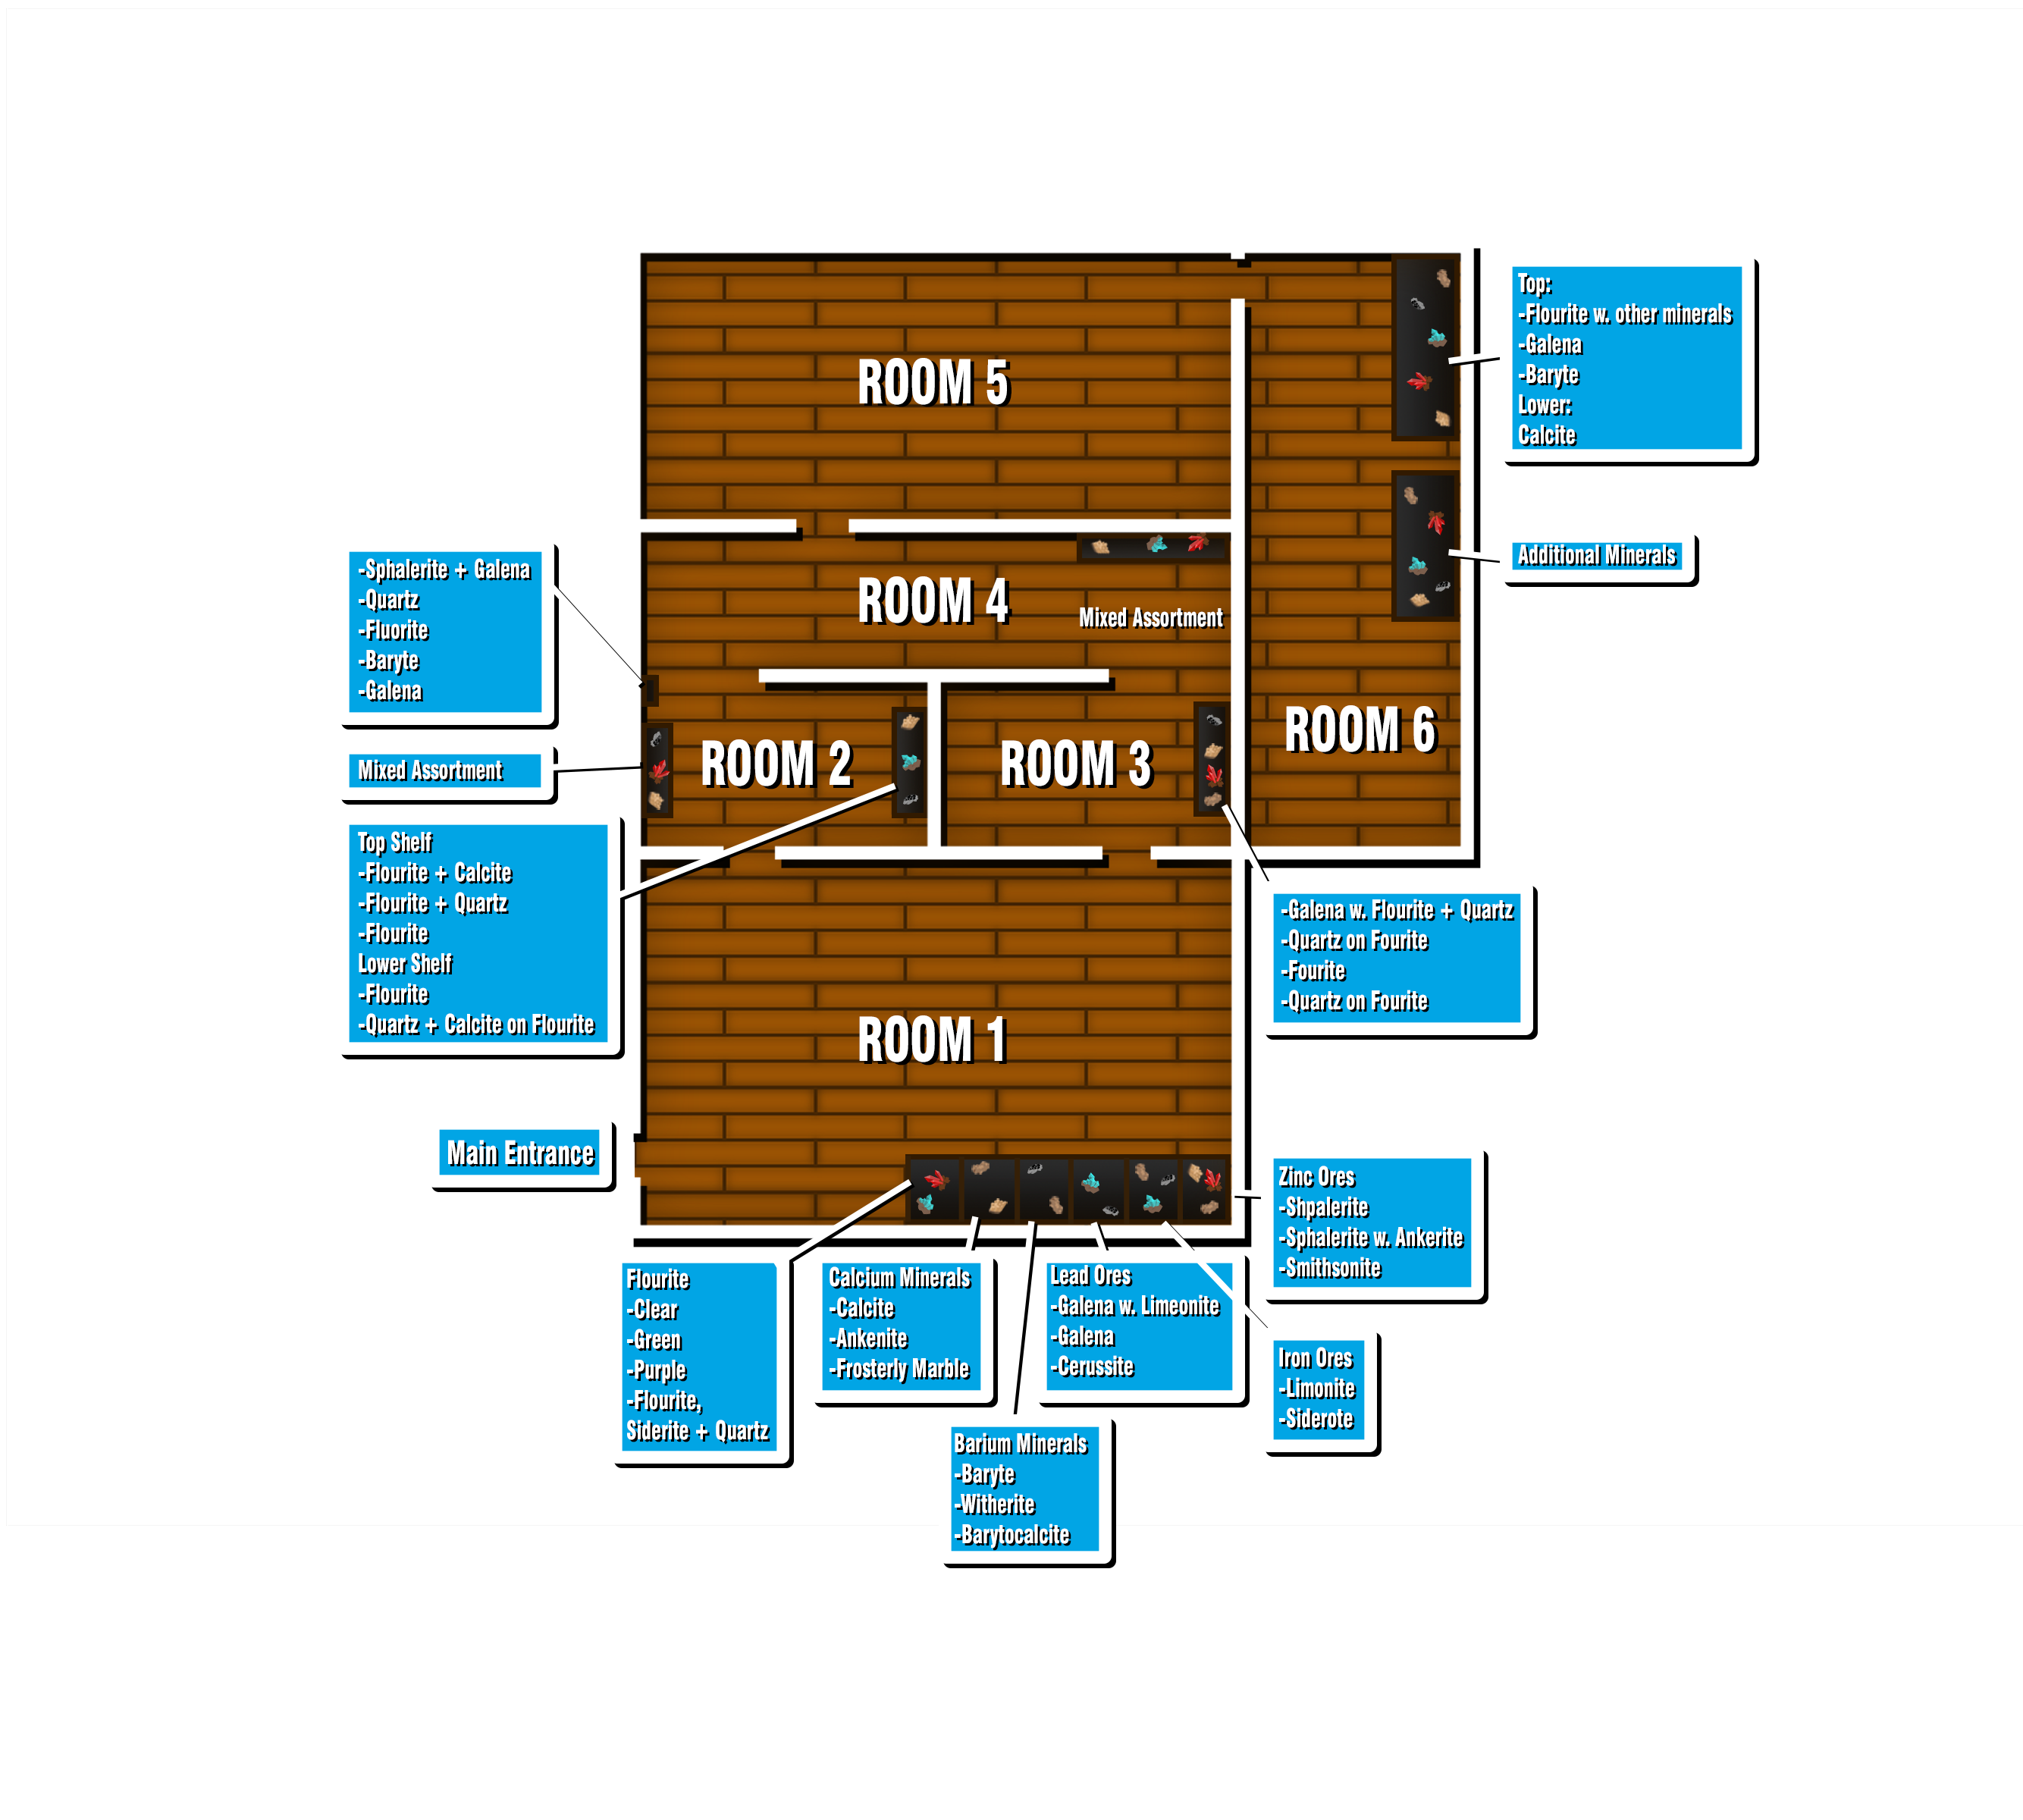 ROOM 5
Top:
-Flourite w. other minerals
-Galena
-Baryte
Lower:
Calcite
Additional Minerals
-Sphalerite + Galena
-Quartz
-Fluorite
-Baryte
-Galena
ROOM 4
Mixed Assortment
Mixed Assortment
ROOM 2
ROOM 3
ROOM 6
Top Shelf
-Flourite + Calcite
-Flourite + Quartz
-Flourite
Lower Shelf
-Flourite
-Quartz + Calcite on Flourite
-Galena w. Flourite + Quartz
-Quartz on Fourite
-Fourite
-Quartz on Fourite
ROOM 1
Main Entrance
Zinc Ores
-Shpalerite
-Sphalerite w. Ankerite
-Smithsonite
Flourite
-Clear
-Green
-Purple
-Flourite,
Siderite + Quartz
Calcium Minerals
-Calcite
-Ankenite
-Frosterly Marble
Lead Ores
-Galena w. Limeonite
-Galena
-Cerussite
Iron Ores
-Limonite
-Siderote
Barium Minerals
-Baryte
-Witherite
-Barytocalcite